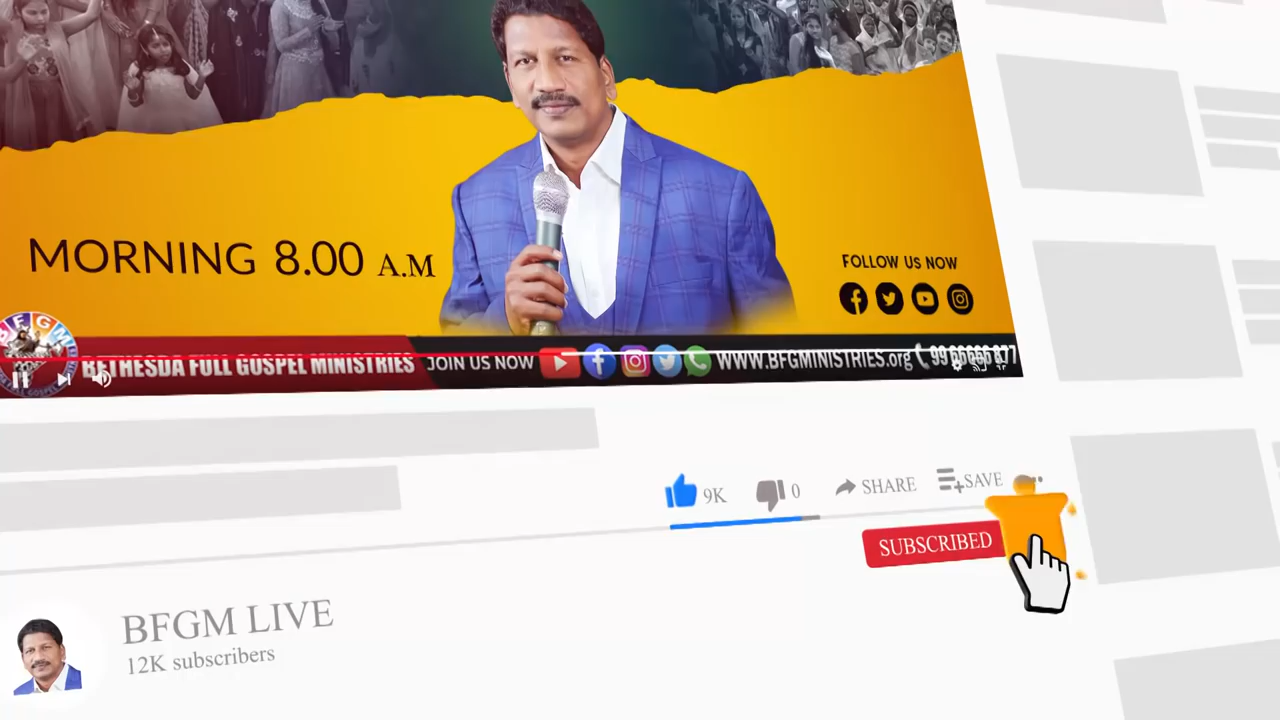 MORNING 8.00 A.M
FOLLOW US NOW
BFGM
BETHESDA FULL GOSPEL MINISTRIES JOIN US NOW WWW.BFGMINISTRIES.org
9K 0 SHARE SAVE
SUBSCRIBED
BFGM LIVE
12K subscribers